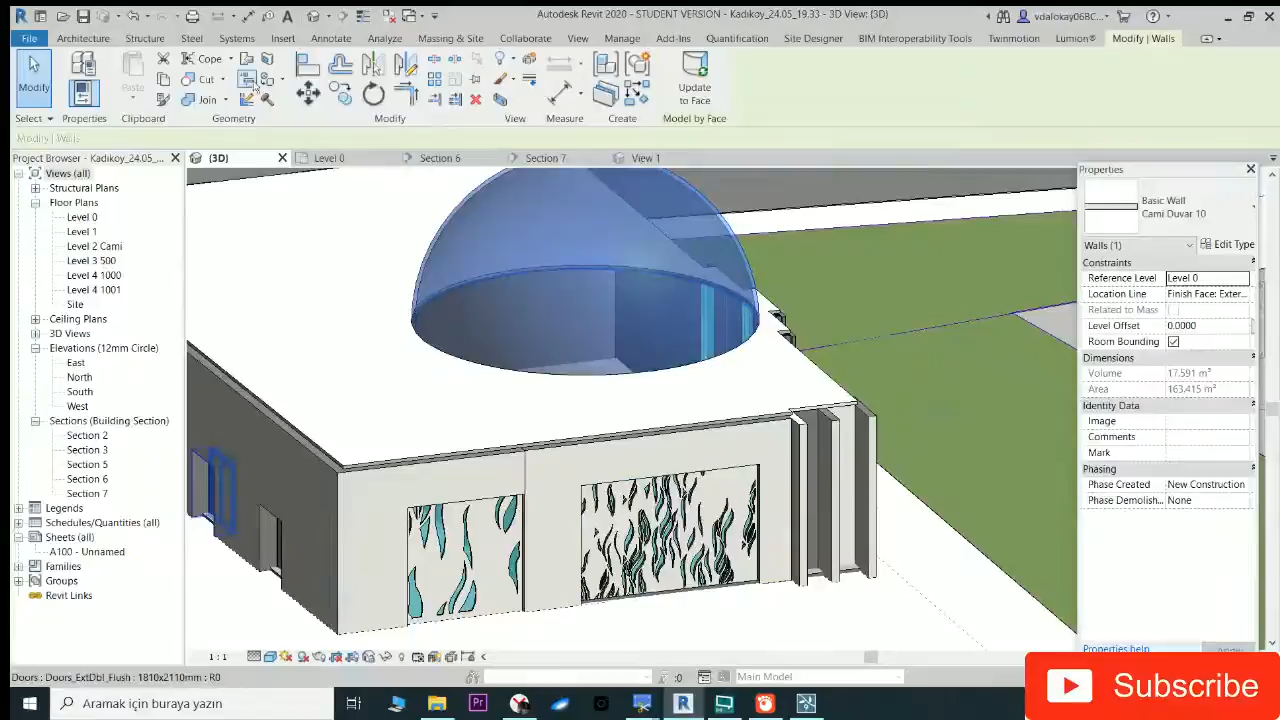 Autodesk Revit 2020 - STUDENT VERSION - Kadıkoy_24.05_19.33 - 3D View: {3D}
vdalokay06BC...
File Architecture Structure Steel Systems Insert Annotate Analyze Massing & Site Collaborate View Manage Add-Ins Quantification Site Designer BIM Interoperability Tools Twinmotion Lumion® Modify | Walls
Modify
Properties
Paste
Cope
Cut
Join
Update
to Face
Select Properties Clipboard Geometry Modify View Measure Create Model by Face
Modify | Walls
Project Browser - Kadıkoy_24.05_...
{3D} Level 0 Section 6 Section 7 View 1
Views (all)
Structural Plans
Floor Plans
Level 0
Level 1
Level 2 Cami
Level 3 500
Level 4 1000
Level 4 1001
Site
Ceiling Plans
3D Views
Elevations (12mm Circle)
East
North
South
West
Sections (Building Section)
Section 2
Section 3
Section 5
Section 6
Section 7
Legends
Schedules/Quantities (all)
Sheets (all)
A100 - Unnamed
Families
Groups
Revit Links
Properties
Basic Wall
Cami Duvar 10
Walls (1)
Edit Type
Constraints
Reference Level Level 0
Location Line Finish Face: Exter...
Related to Mass
Level Offset 0.0000
Room Bounding
Dimensions
Volume 17.591 m³
Area 163.415 m²
Identity Data
Image
Comments
Mark
Phasing
Phase Created New Construction
Phase Demolish... None
Properties help
1 : 1
Doors : Doors_ExtDbl_Flush : 1810x2110mm : R0
:0
Main Model
Aramak için buraya yazın
Subscribe